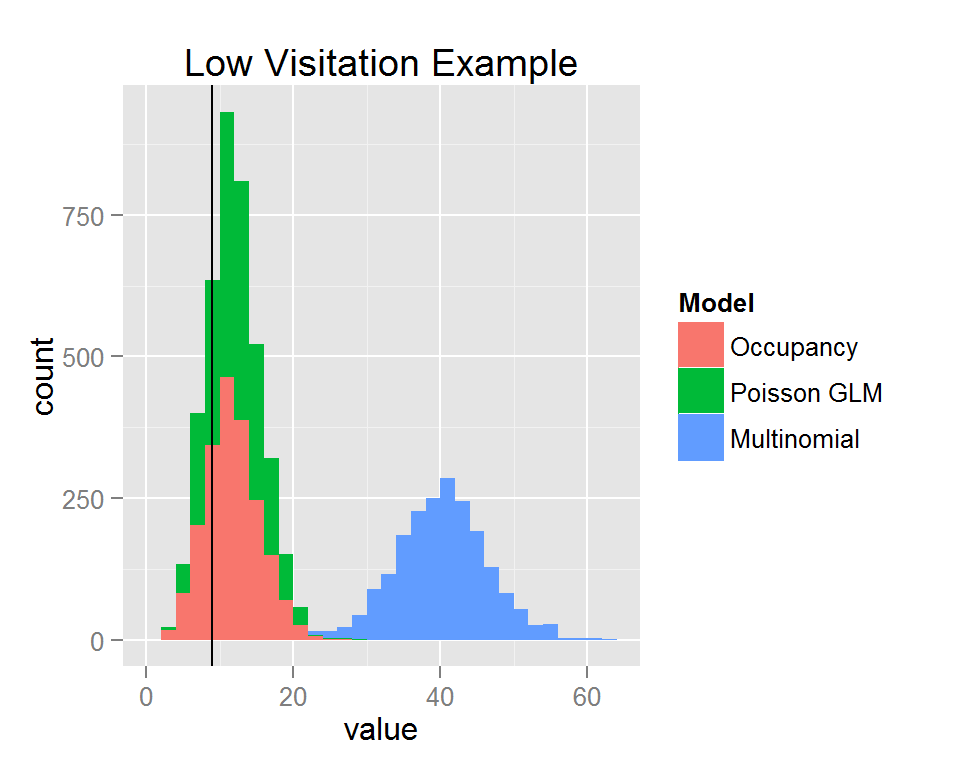 Low Visitation Example
count
750
500
250
0
0 20 40 60
value
Model
Occupancy
Poisson GLM
Multinomial